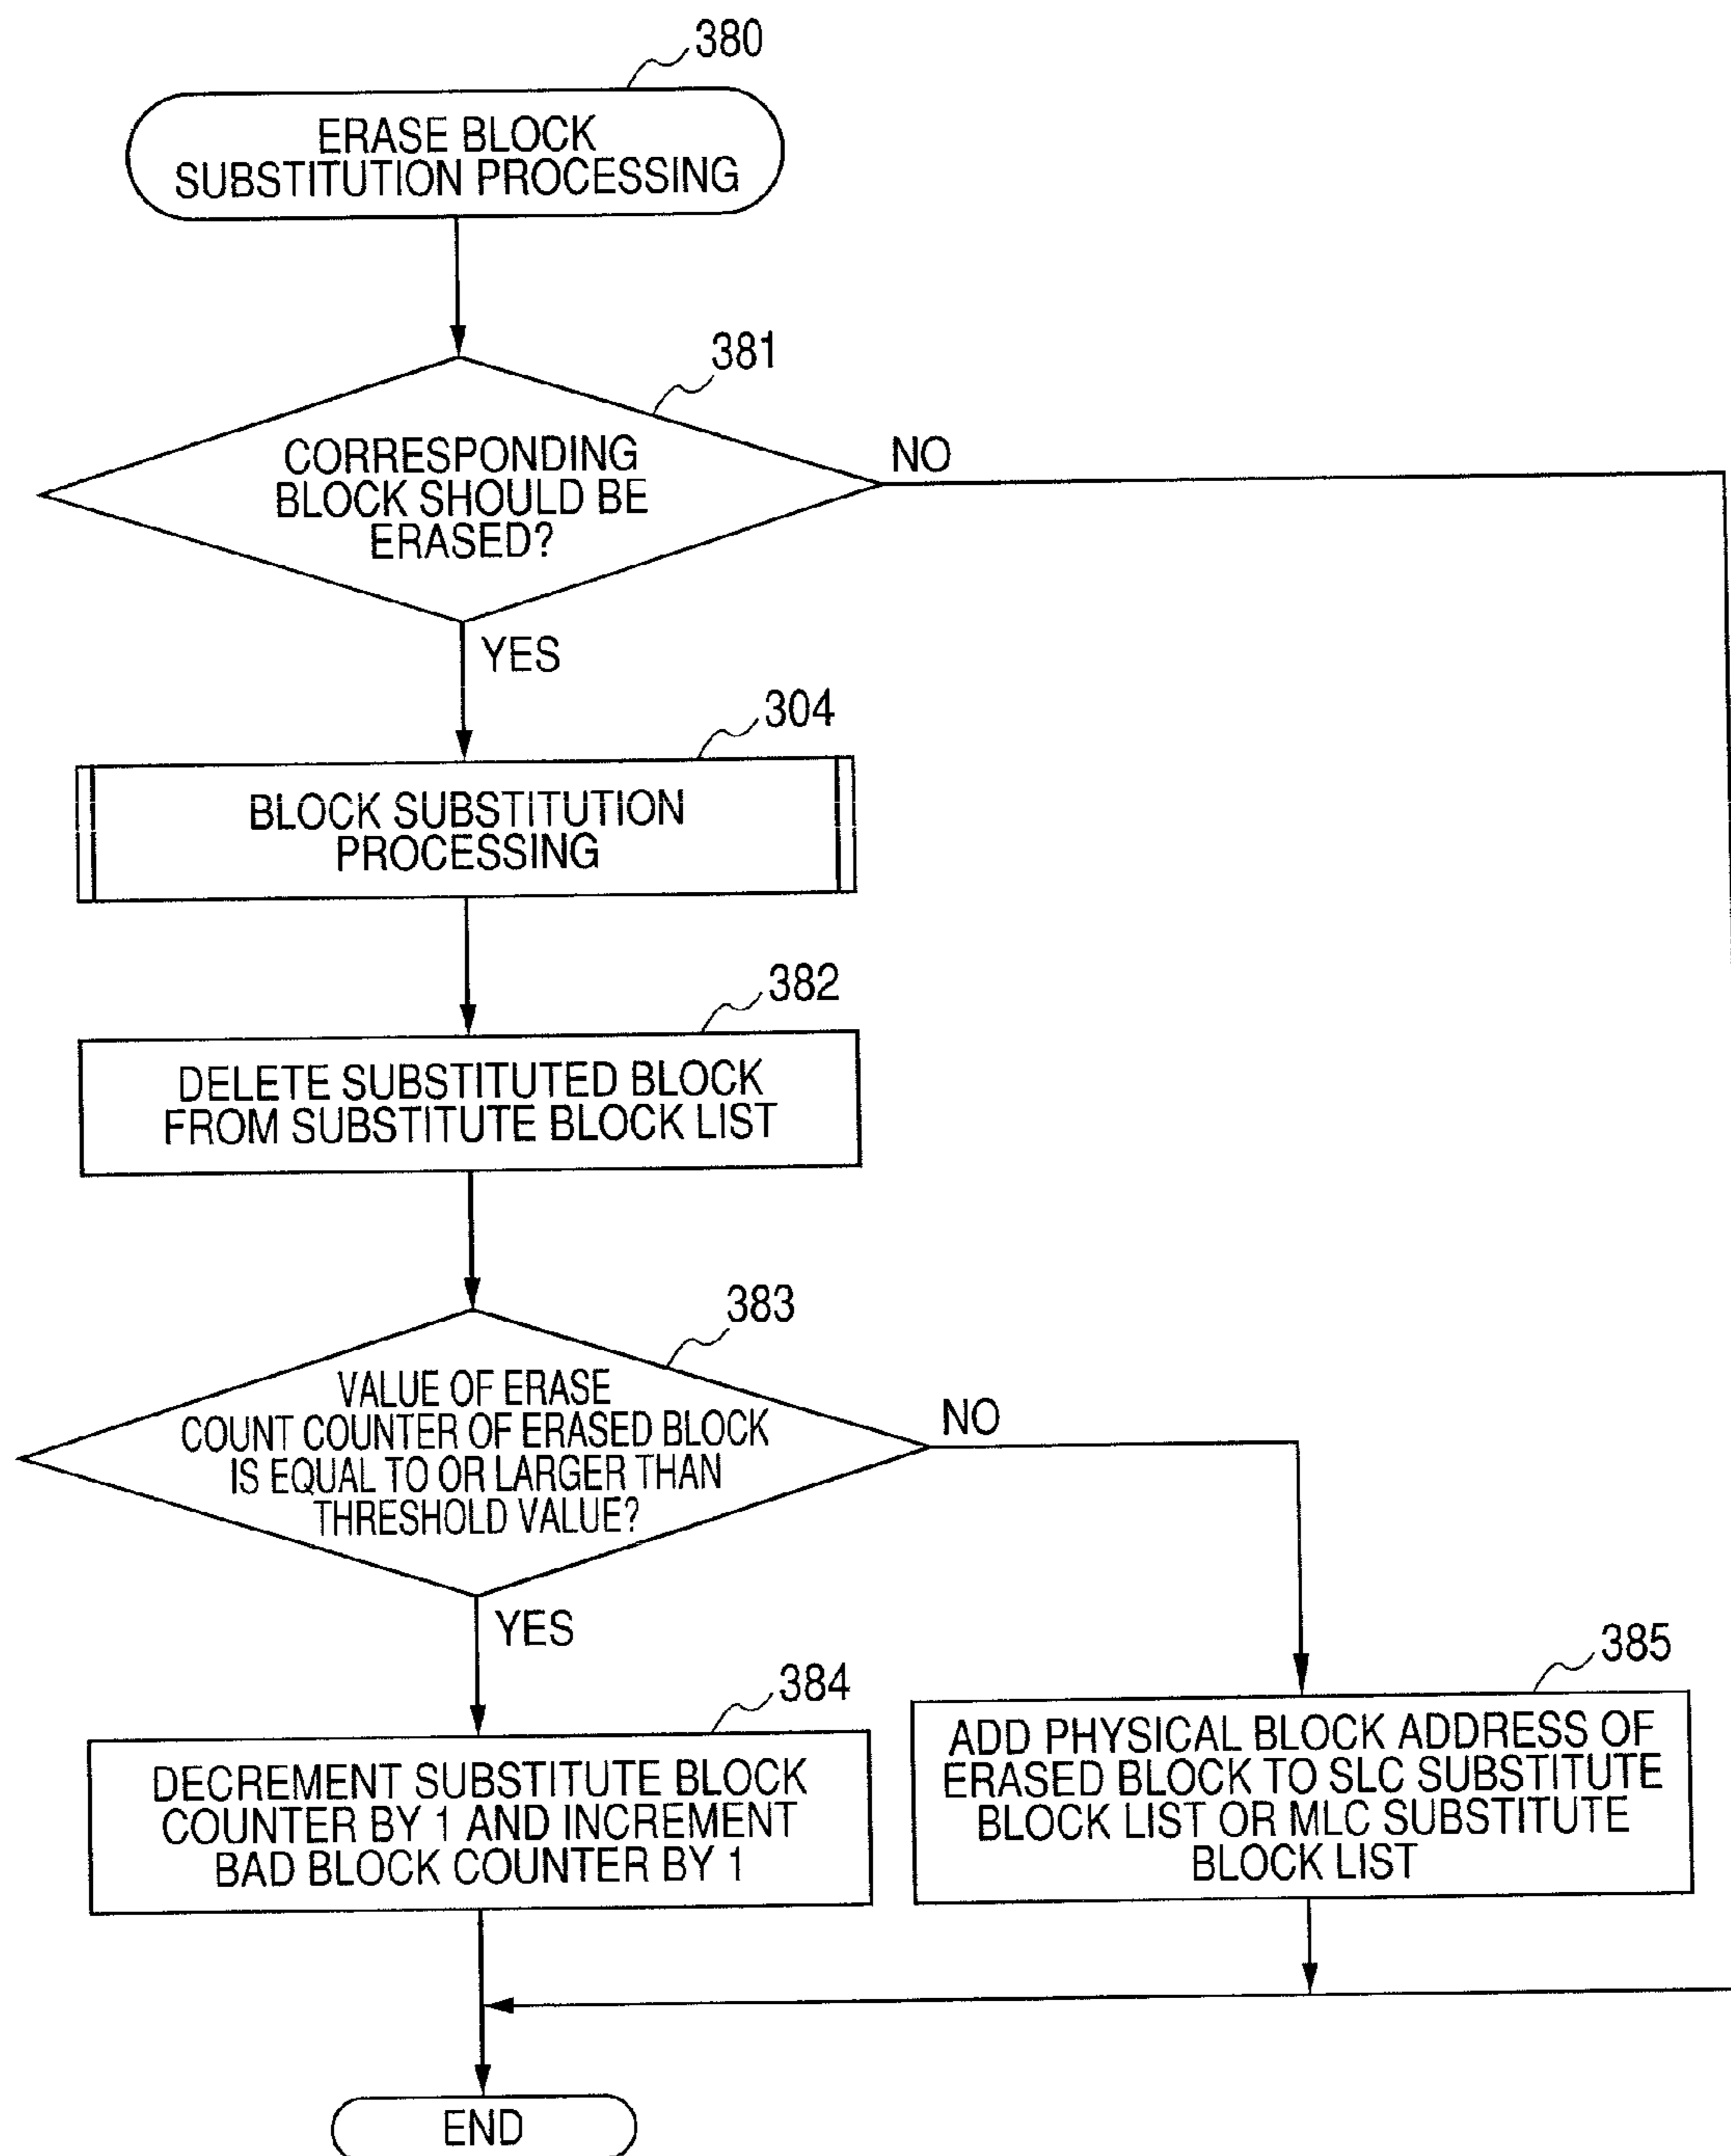 380
ERASE BLOCK
SUBSTITUTION PROCESSING
381
CORRESPONDING
BLOCK SHOULD BE
ERASED?
NO
YES
304
BLOCK SUBSTITUTION
PROCESSING
382
DELETE SUBSTITUTED BLOCK
FROM SUBSTITUTE BLOCK LIST
383
VALUE OF ERASE
COUNT COUNTER OF ERASED BLOCK
IS EQUAL TO OR LARGER THAN
THRESHOLD VALUE?
NO
YES
384
DECREMENT SUBSTITUTE BLOCK
COUNTER BY 1 AND INCREMENT
BAD BLOCK COUNTER BY 1
385
ADD PHYSICAL BLOCK ADDRESS OF
ERASED BLOCK TO SLC SUBSTITUTE
BLOCK LIST OR MLC SUBSTITUTE
BLOCK LIST
END